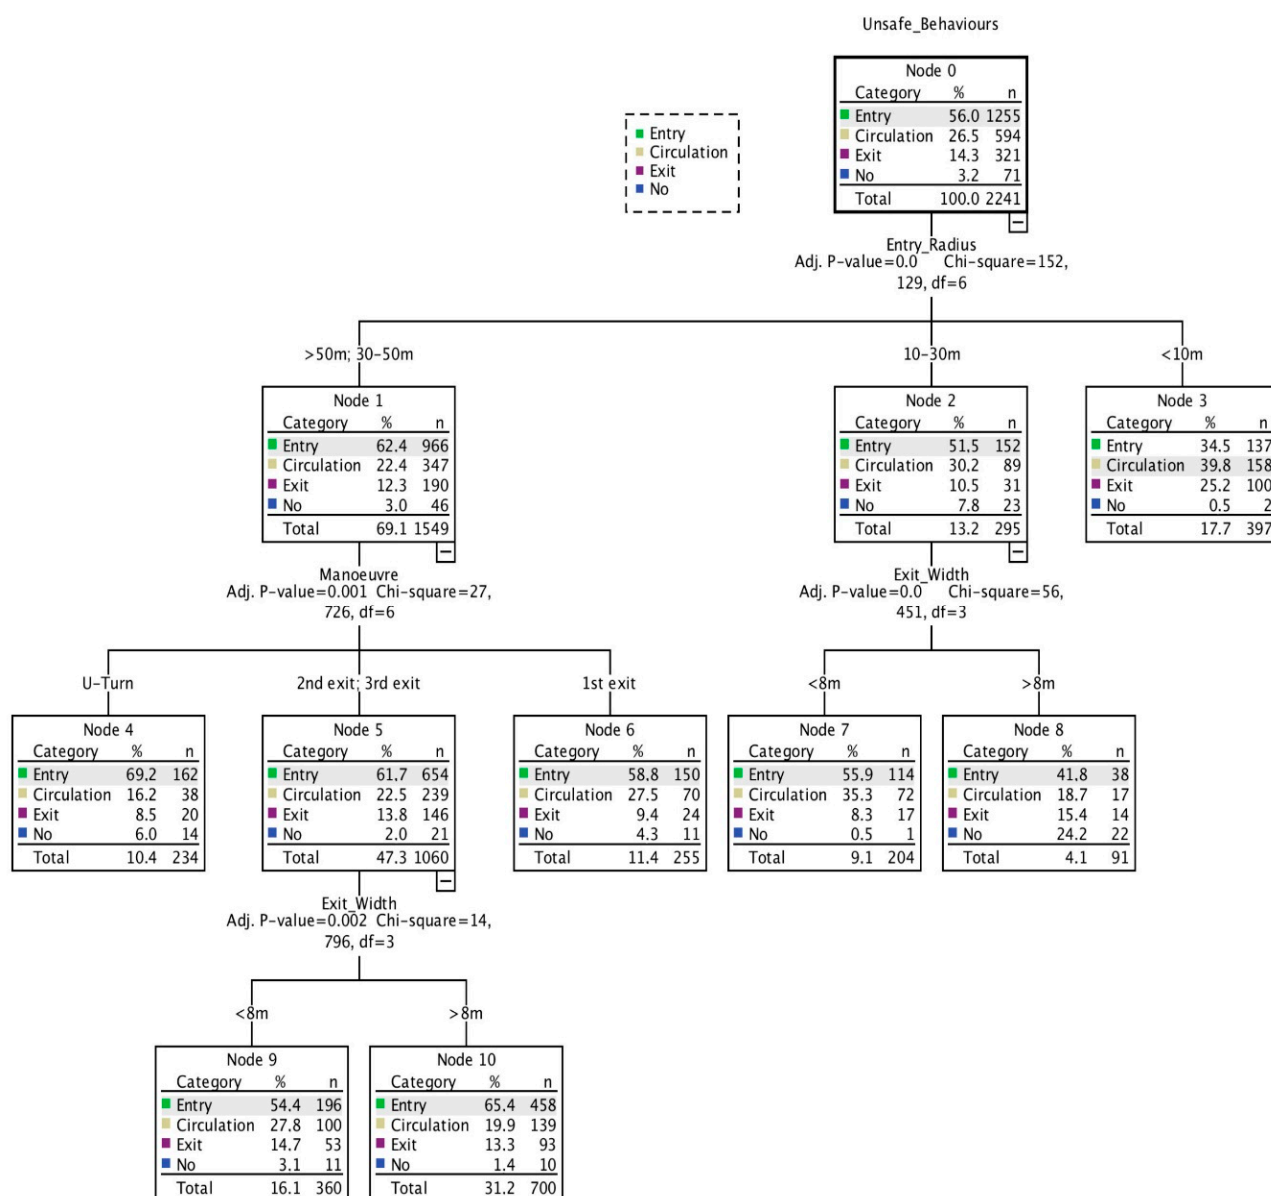 Unsafe_Behaviours
Node 0
Category % n
Entry 56.0 1255
Circulation 26.5 594
Exit 14.3 321
No 3.2 71
Total 100.0 2241
Entry
Circulation
Exit
No
Entry_Radius
Adj. P-value=0.0 Chi-square=152,
129, df=6
>50m; 30-50m
10-30m
<10m
Node 1
Category % n
Entry 62.4 966
Circulation 22.4 347
Exit 12.3 190
No 3.0 46
Total 69.1 1549
Node 2
Category % n
Entry 51.5 152
Circulation 30.2 89
Exit 10.5 31
No 7.8 23
Total 13.2 295
Node 3
Category % n
Entry 34.5 137
Circulation 39.8 158
Exit 25.2 100
No 0.5 2
Total 17.7 397
Manoeuvre
Adj. P-value=0.001 Chi-square=27,
726, df=6
Exit_Width
Adj. P-value=0.0 Chi-square=56,
451, df=3
U-Turn
2nd exit; 3rd exit
1st exit
<8m
>8m
Node 4
Category % n
Entry 69.2 162
Circulation 16.2 38
Exit 8.5 20
No 6.0 14
Total 10.4 234
Node 5
Category % n
Entry 61.7 654
Circulation 22.5 239
Exit 13.8 146
No 2.0 21
Total 47.3 1060
Node 6
Category % n
Entry 58.8 150
Circulation 27.5 70
Exit 9.4 24
No 4.3 11
Total 11.4 255
Node 7
Category % n
Entry 55.9 114
Circulation 35.3 72
Exit 8.3 17
No 0.5 1
Total 9.1 204
Node 8
Category % n
Entry 41.8 38
Circulation 18.7 17
Exit 15.4 14
No 24.2 22
Total 4.1 91
Exit_Width
Adj. P-value=0.002 Chi-square=14,
796, df=3
<8m
>8m
Node 9
Category % n
Entry 54.4 196
Circulation 27.8 100
Exit 14.7 53
No 3.1 11
Total 16.1 360
Node 10
Category % n
Entry 65.4 458
Circulation 19.9 139
Exit 13.3 93
No 1.4 10
Total 31.2 700